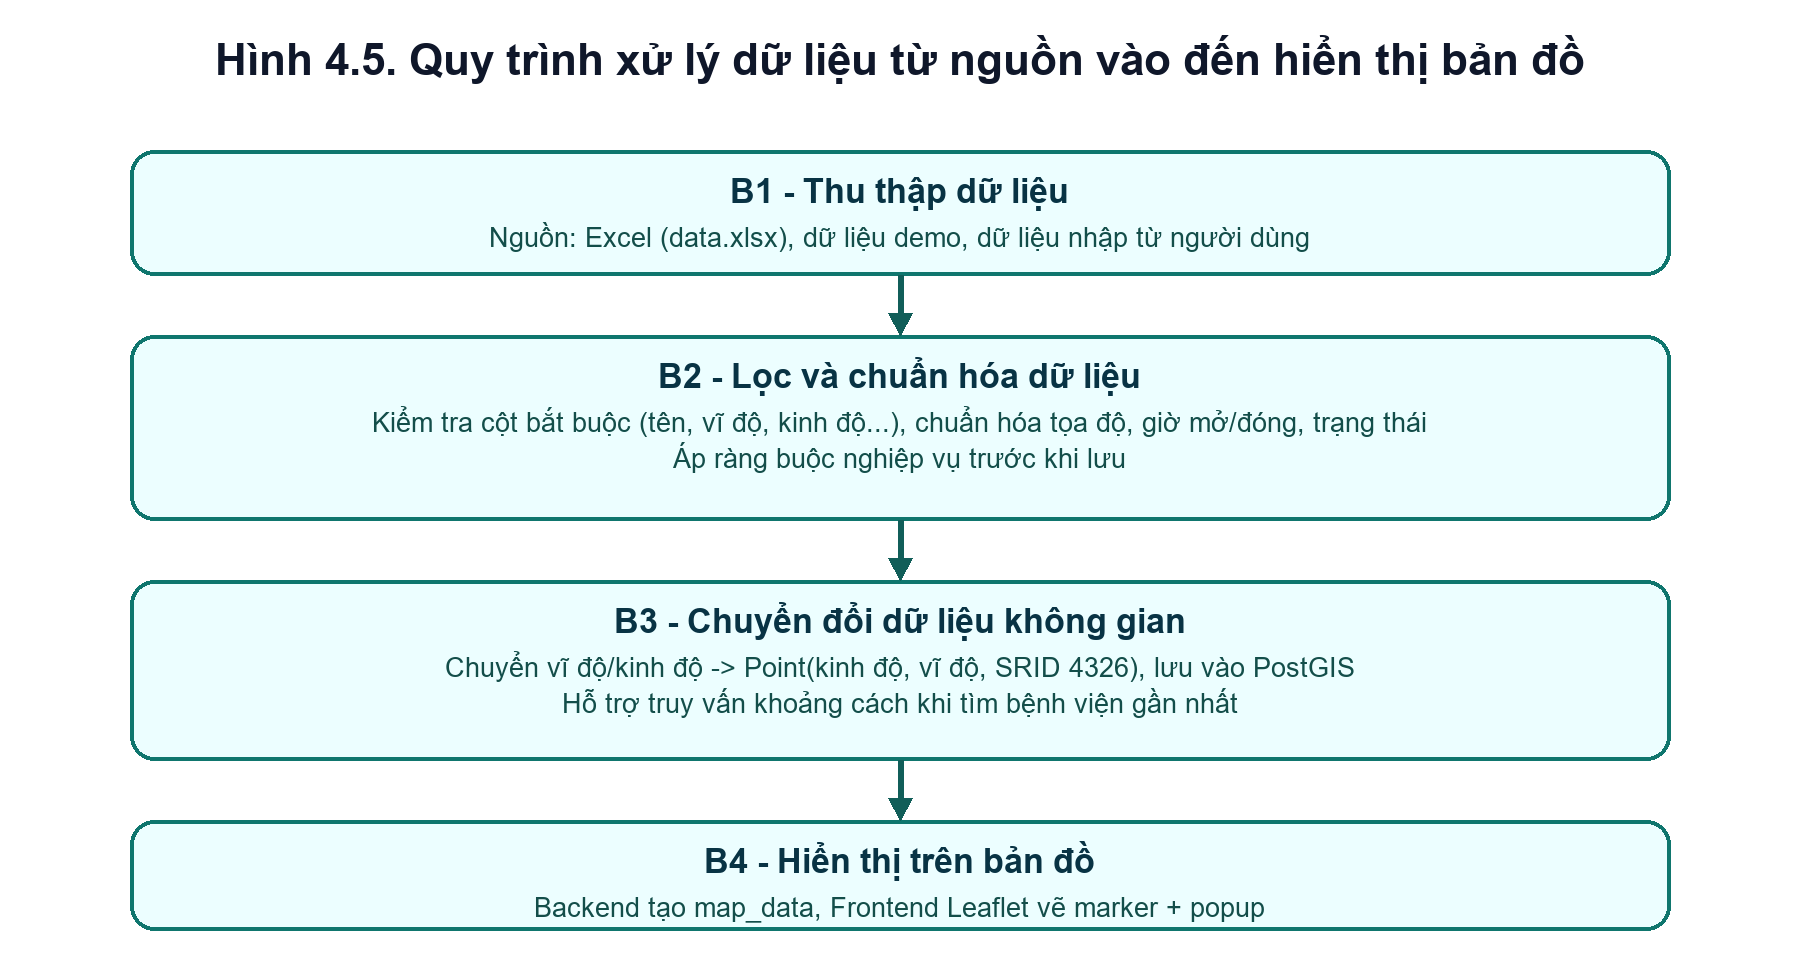 Hình 4.5. Quy trình xử lý dữ liệu từ nguồn vào đến hiển thị bản đồ
B1 - Thu thập dữ liệu
Nguồn: Excel (data.xlsx), dữ liệu demo, dữ liệu nhập từ người dùng
B2 - Lọc và chuẩn hóa dữ liệu
Kiểm tra cột bắt buộc (tên, vĩ độ, kinh độ...), chuẩn hóa tọa độ, giờ mở/đóng, trạng thái
Áp ràng buộc nghiệp vụ trước khi lưu
B3 - Chuyển đổi dữ liệu không gian
Chuyển vĩ độ/kinh độ -> Point(kinh độ, vĩ độ, SRID 4326), lưu vào PostGIS
Hỗ trợ truy vấn khoảng cách khi tìm bệnh viện gần nhất
B4 - Hiển thị trên bản đồ
Backend tạo map_data, Frontend Leaflet vẽ marker + popup